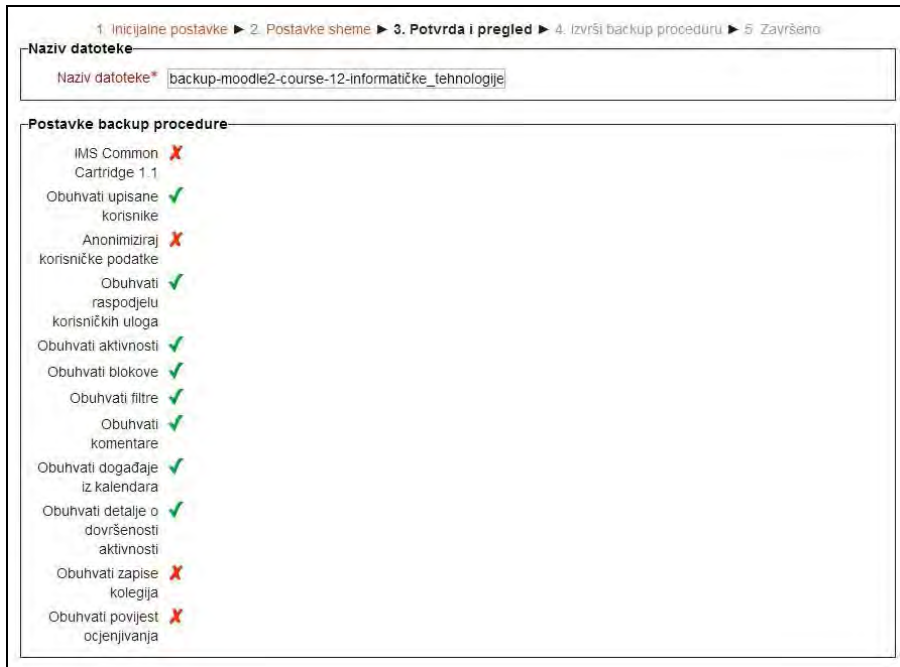 1. Inicijalne postavke ► 2. Postavke sheme ► 3. Potvrda i pregled ► 4. Izvrši backup proceduru ► 5. Završeno
Naziv datoteke
Naziv datoteke* backup-moodle2-course-12-informatičke_tehnologije
Postavke backup procedure
IMS Common
Cartridge 1.1
Obuhvati upisane
korisnike
Anonimiziraj
korisničke podatke
Obuhvati
raspodjelu
korisničkih uloga
Obuhvati aktivnosti
Obuhvati blokove
Obuhvati filtre
Obuhvati
komentare
Obuhvati događaje
iz kalendara
Obuhvati detalje o
dovršenosti
aktivnosti
Obuhvati zapise
kolegija
Obuhvati povijest
ocjenjivanja